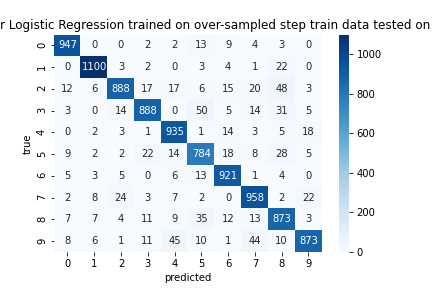 r Logistic Regression trained on over-sampled step train data tested on
0 947 0 0 2 2 13 9 4 3 0
1 0 1100 3 2 0 3 4 1 22 0
2 12 6 888 17 17 6 15 20 48 3
3 3 0 14 888 0 50 5 14 31 5
4 0 2 3 1 935 1 14 3 5 18
5 9 2 2 22 14 784 18 8 28 5
6 5 3 5 0 6 13 921 1 4 0
7 2 8 24 3 7 2 0 958 2 22
8 7 7 4 11 9 35 12 13 873 3
9 8 6 1 11 45 10 1 44 10 873
0 1 2 3 4 5 6 7 8 9
predicted
true
1000
800
600
400
200
0